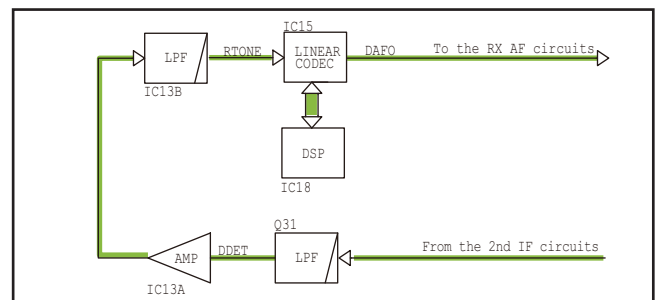 IC15
LPF
RTONE
LINEAR
CODEC
DAFO
To the RX AF circuits
IC13B
DSP
IC18
Q31
AMP
DDET
LPF
From the 2nd IF circuits
IC13A